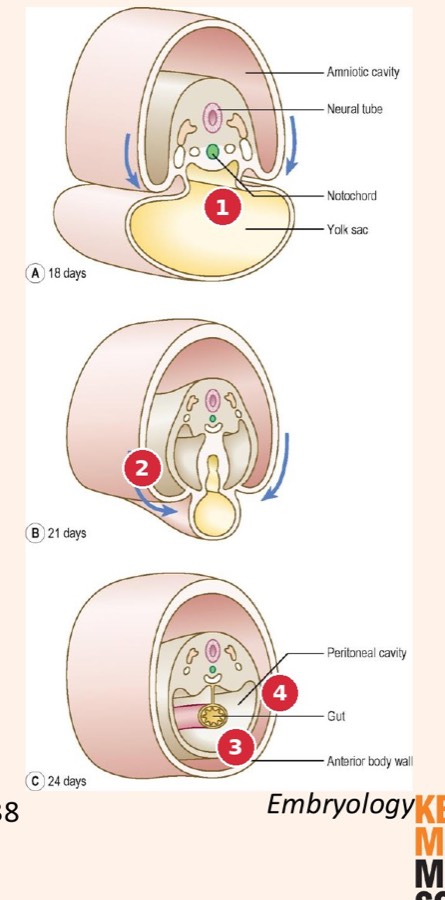 Amniotic cavity
Neural tube
1
Notochord
Yolk sac
A 18 days
2
B 21 days
Peritoneal cavity
4
Gut
3
Anterior body wall
C 24 days
Embryology
38
KE
M
M